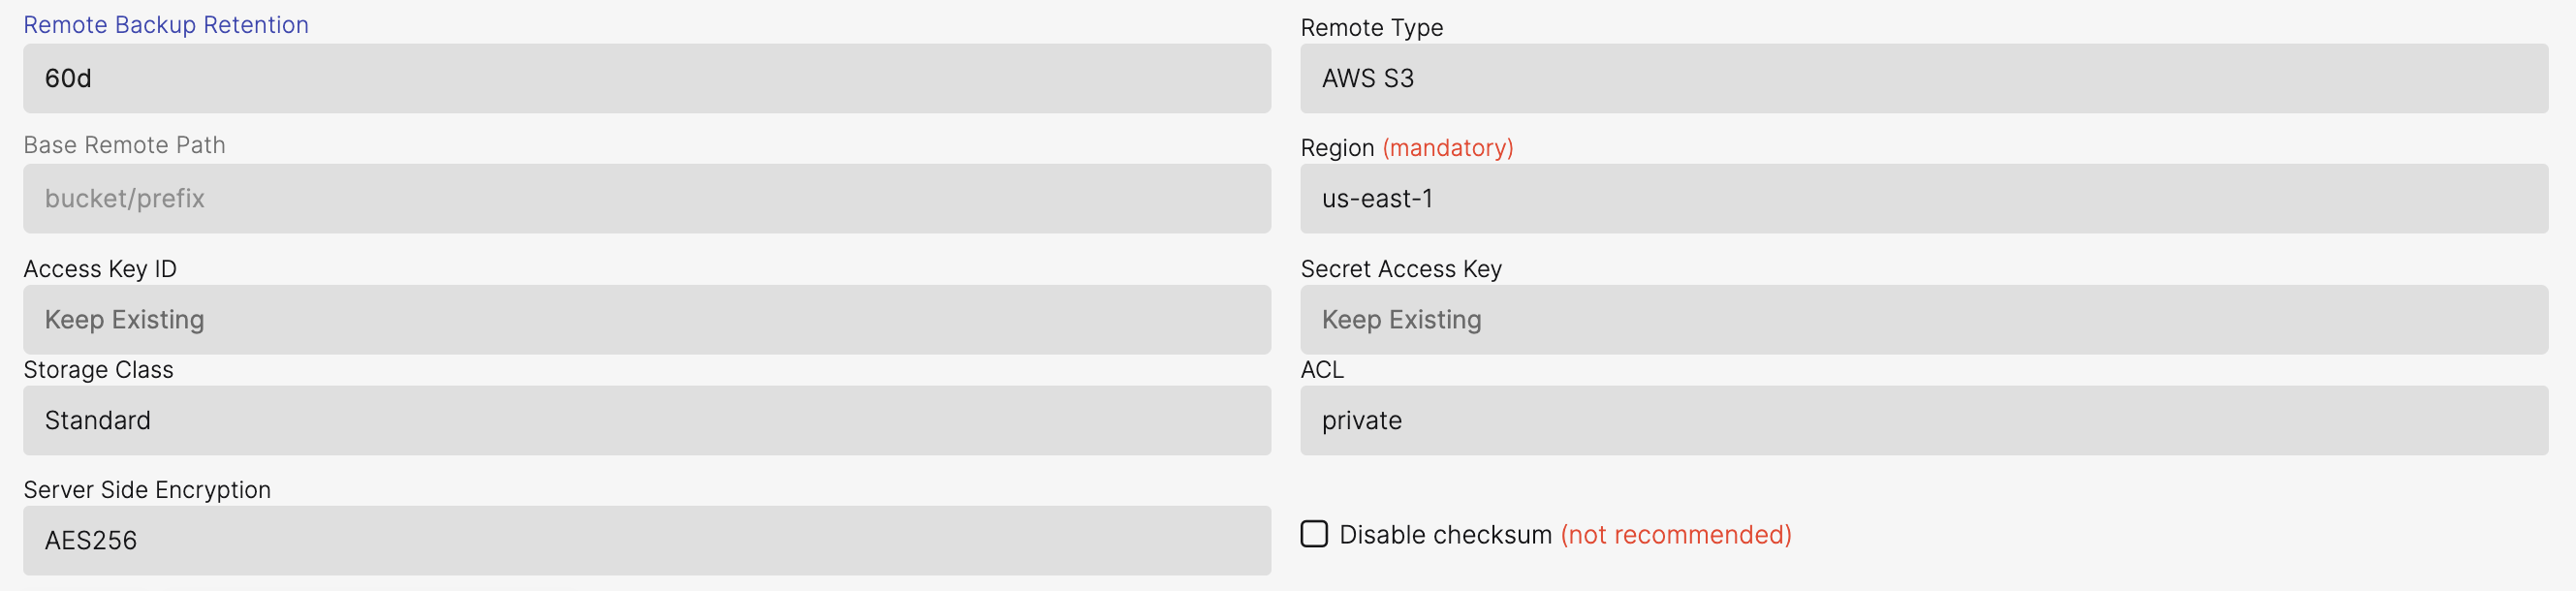 Remote Backup Retention
60d
Remote Type
AWS S3
Base Remote Path
bucket/prefix
Region (mandatory)
us-east-1
Access Key ID
Keep Existing
Secret Access Key
Keep Existing
Storage Class
Standard
ACL
private
Server Side Encryption
AES256
Disable checksum (not recommended)